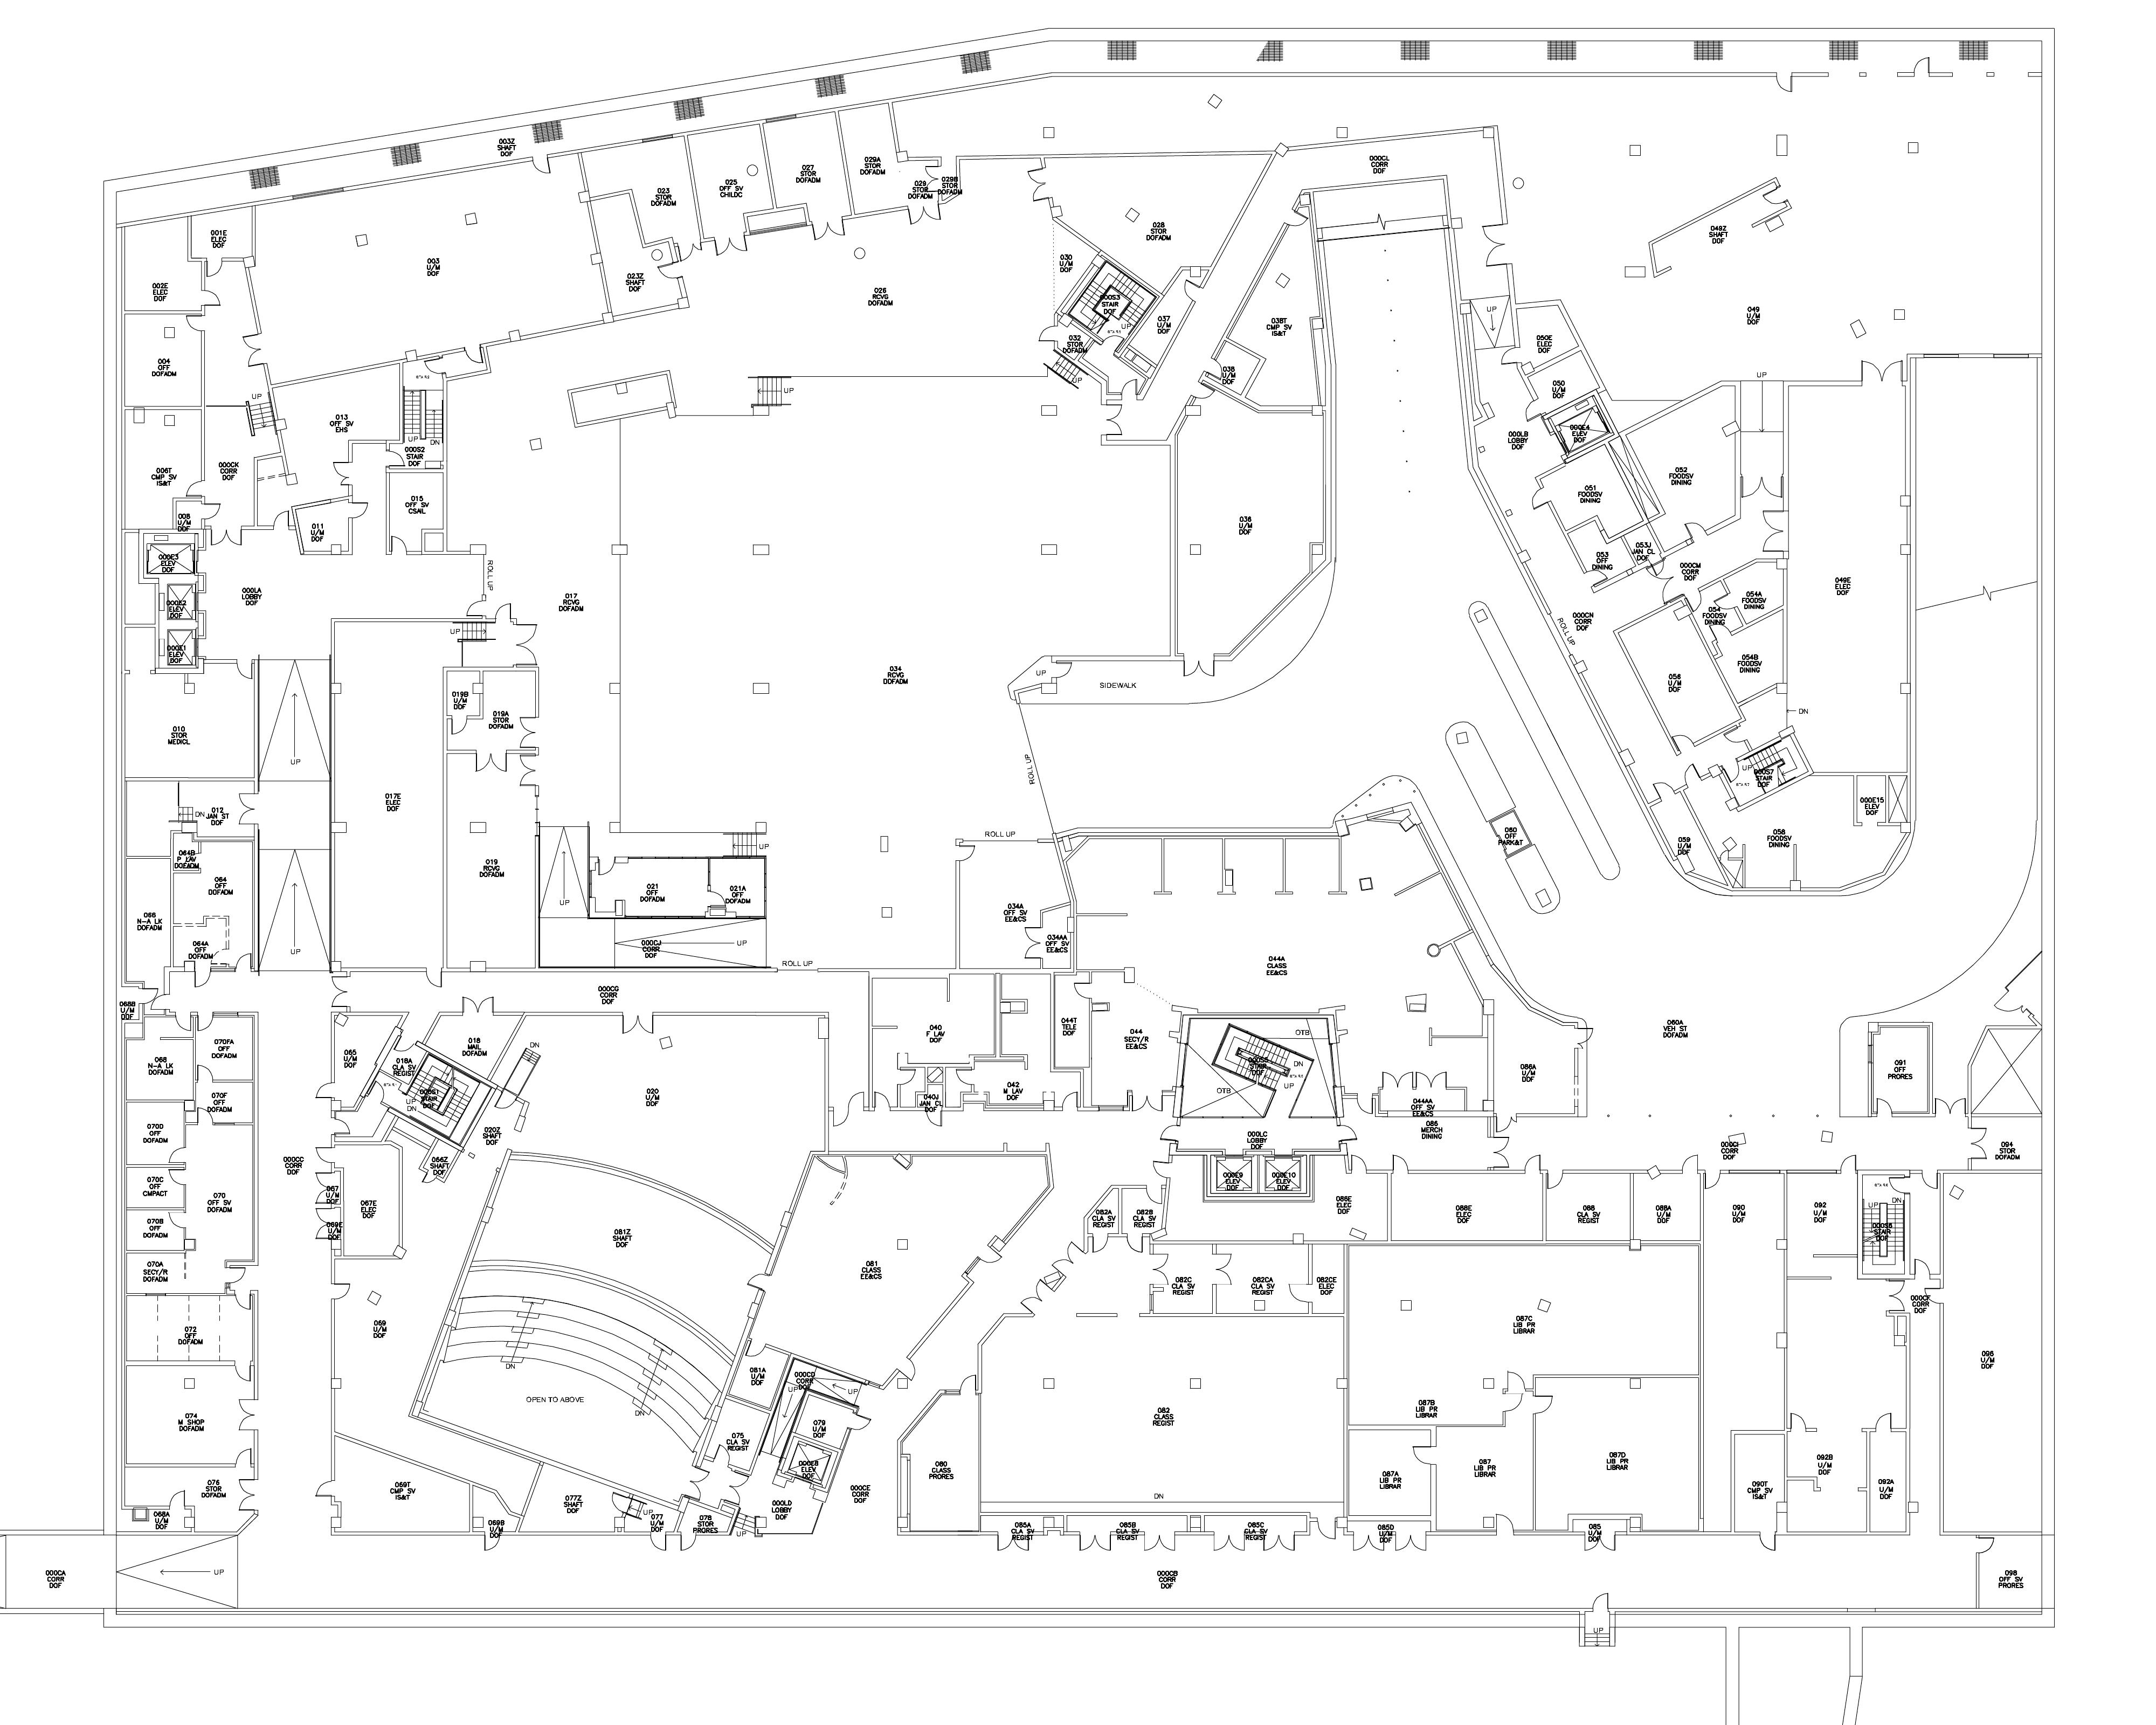 003Z
SHAFT
DOF
001E
ELEC
DOF
002E
ELEC
DOF
003
U/M
DOF
023
STOR
DOFADM
023Z
SHAFT
DOF
025
OFF SV
CHILDC
027
STOR
DOFADM
029A
STOR
DOFADM
029
STOR
DOFADM
029B
STOR
DOFADM
026
RCVG
DOFADM
028
STOR
DOFADM
030
U/M
DOF
000S3
STAIR
DOF
UP
032
STOR
DOFADM
UP
037
U/M
DOF
038T
CMP SV
IS&T
038
U/M
DOF
000CL
CORR
DOF
049Z
SHAFT
DOF
049
U/M
DOF
UP
050E
ELEC
DOF
050
U/M
DOF
000E4
ELEV
DOF
000LB
LOBBY
DOF
UP
052
FOODSV
DINING
051
FOODSV
DINING
053
OFF
DINING
053J
JAN CL
DOF
000CM
CORR
DOF
054A
FOODSV
DINING
054
FOODSV
DINING
054B
FOODSV
DINING
049E
ELEC
DOF
000CN
CORR
DOF
ROLL UP
056
U/M
DOF
DN
UP
000S7
STAIR
DOF
000E15
ELEV
DOF
058
FOODSV
DINING
059
U/M
DOF
060
OFF
PARK&T
004
OFF
DOFADM
006T
CMP SV
IS&T
008
U/M
DOF
000CK
CORR
DOF
UP
013
OFF SV
EHS
UP
DN
000S2
STAIR
DOF
015
OFF SV
CSAIL
011
U/M
DOF
000E3
ELEV
DOF
000E2
ELEV
DOF
000E1
ELEV
DOF
000LA
LOBBY
DOF
ROLL UP
017
RCVG
DOFADM
UP
UP
036
U/M
DOF
034
RCVG
DOFADM
UP
SIDEWALK
ROLL UP
ROLL UP
019B
U/M
DOF
019A
STOR
DOFADM
010
STOR
MEDICL
UP
017E
ELEC
DOF
012
JAN ST
DOF
DN
064B
P LAV
DOFADM
064
OFF
DOFADM
066
N-A LK
DOFADM
064A
OFF
DOFADM
UP
019
RCVG
DOFADM
UP
021
OFF
DOFADM
021A
OFF
DOFADM
UP
000CJ
CORR
DOF
UP
ROLL UP
034A
OFF SV
EE&CS
034AA
OFF SV
EE&CS
044A
CLASS
EE&CS
000CG
CORR
DOF
068B
U/M
DOF
068
N-A LK
DOFADM
070FA
OFF
DOFADM
070F
OFF
DOFADM
070D
OFF
DOFADM
070C
OFF
CMPACT
070B
OFF
DOFADM
070
OFF SV
DOFADM
070A
SECY/R
DOFADM
072
OFF
DOFADM
074
M SHOP
DOFADM
076
STOR
DOFADM
068A
U/M
DOF
000CC
CORR
DOF
065
U/M
DOF
018A
CLA SV
REGIST
018
MAIL
DOFADM
DN
000S1
STAIR
DOF
UP
DN
020Z
SHAFT
DOF
066Z
SHAFT
DOF
067
U/M
DOF
067E
ELEC
DOF
069E
U/M
DOF
020
U/M
DOF
040
F LAV
DOF
040J
JAN CL
DOF
042
M LAV
DOF
044T
TELE
DOF
044
SECY/R
EE&CS
OTB
000S5
STAIR
DOF
DN
UP
OTB
044AA
OFF SV
EE&CS
086
MERCH
DINING
086A
U/M
DOF
060A
VEH ST
DOFADM
091
OFF
PRORES
094
STOR
DOFADM
000LC
LOBBY
DOF
000CI
CORR
DOF
000E9
ELEV
DOF
000E10
ELEV
DOF
086E
ELEC
DOF
088E
ELEC
DOF
088
CLA SV
REGIST
088A
U/M
DOF
090
U/M
DOF
092
U/M
DOF
UP
DN
000S6
STAIR
DOF
000CF
CORR
DOF
096
U/M
DOF
081Z
SHAFT
DOF
081
CLASS
EE&CS
082A
CLA SV
REGIST
082B
CLA SV
REGIST
082C
CLA SV
REGIST
082CA
CLA SV
REGIST
082CE
ELEC
DOF
087C
LIB PR
LIBRAR
069
U/M
DOF
DN
OPEN TO ABOVE
DN
081A
U/M
DOF
000CD
CORR
DOF
UP
UP
079
U/M
DOF
075
CLA SV
REGIST
000E8
ELEV
DOF
000LD
LOBBY
DOF
000CE
CORR
DOF
080
CLASS
PRORES
082
CLASS
REGIST
DN
087B
LIB PR
LIBRAR
087A
LIB PR
LIBRAR
087
LIB PR
LIBRAR
087D
LIB PR
LIBRAR
090T
CMP SV
IS&T
092B
U/M
DOF
092A
U/M
DOF
069T
CMP SV
IS&T
077Z
SHAFT
DOF
UP
069B
U/M
DOF
077
U/M
DOF
078
STOR
PRORES
UP
085A
CLA SV
REGIST
085B
CLA SV
REGIST
085C
CLA SV
REGIST
085D
U/M
DOF
085
U/M
DOF
000CA
CORR
DOF
UP
000CB
CORR
DOF
098
OFF SV
PRORES
UP